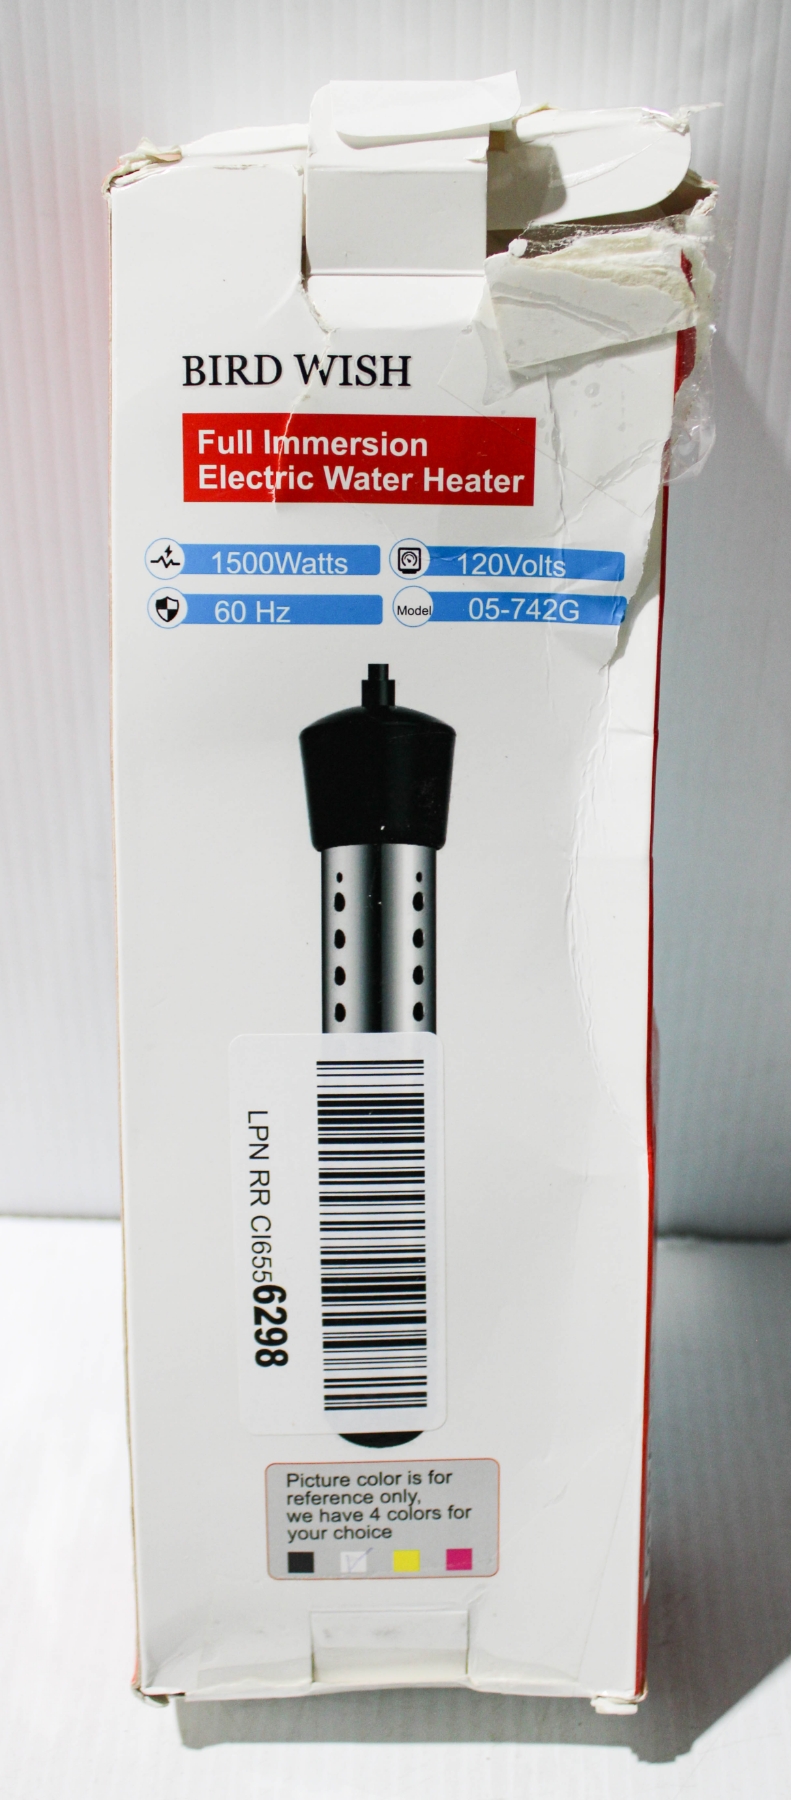 BIRD WISH
Full Immersion
Electric Water Heater
1500Watts
120Volts
60 Hz
Model
05-742G
LPN RR CI6556298
Picture color is for
reference only,
we have 4 colors for
your choice